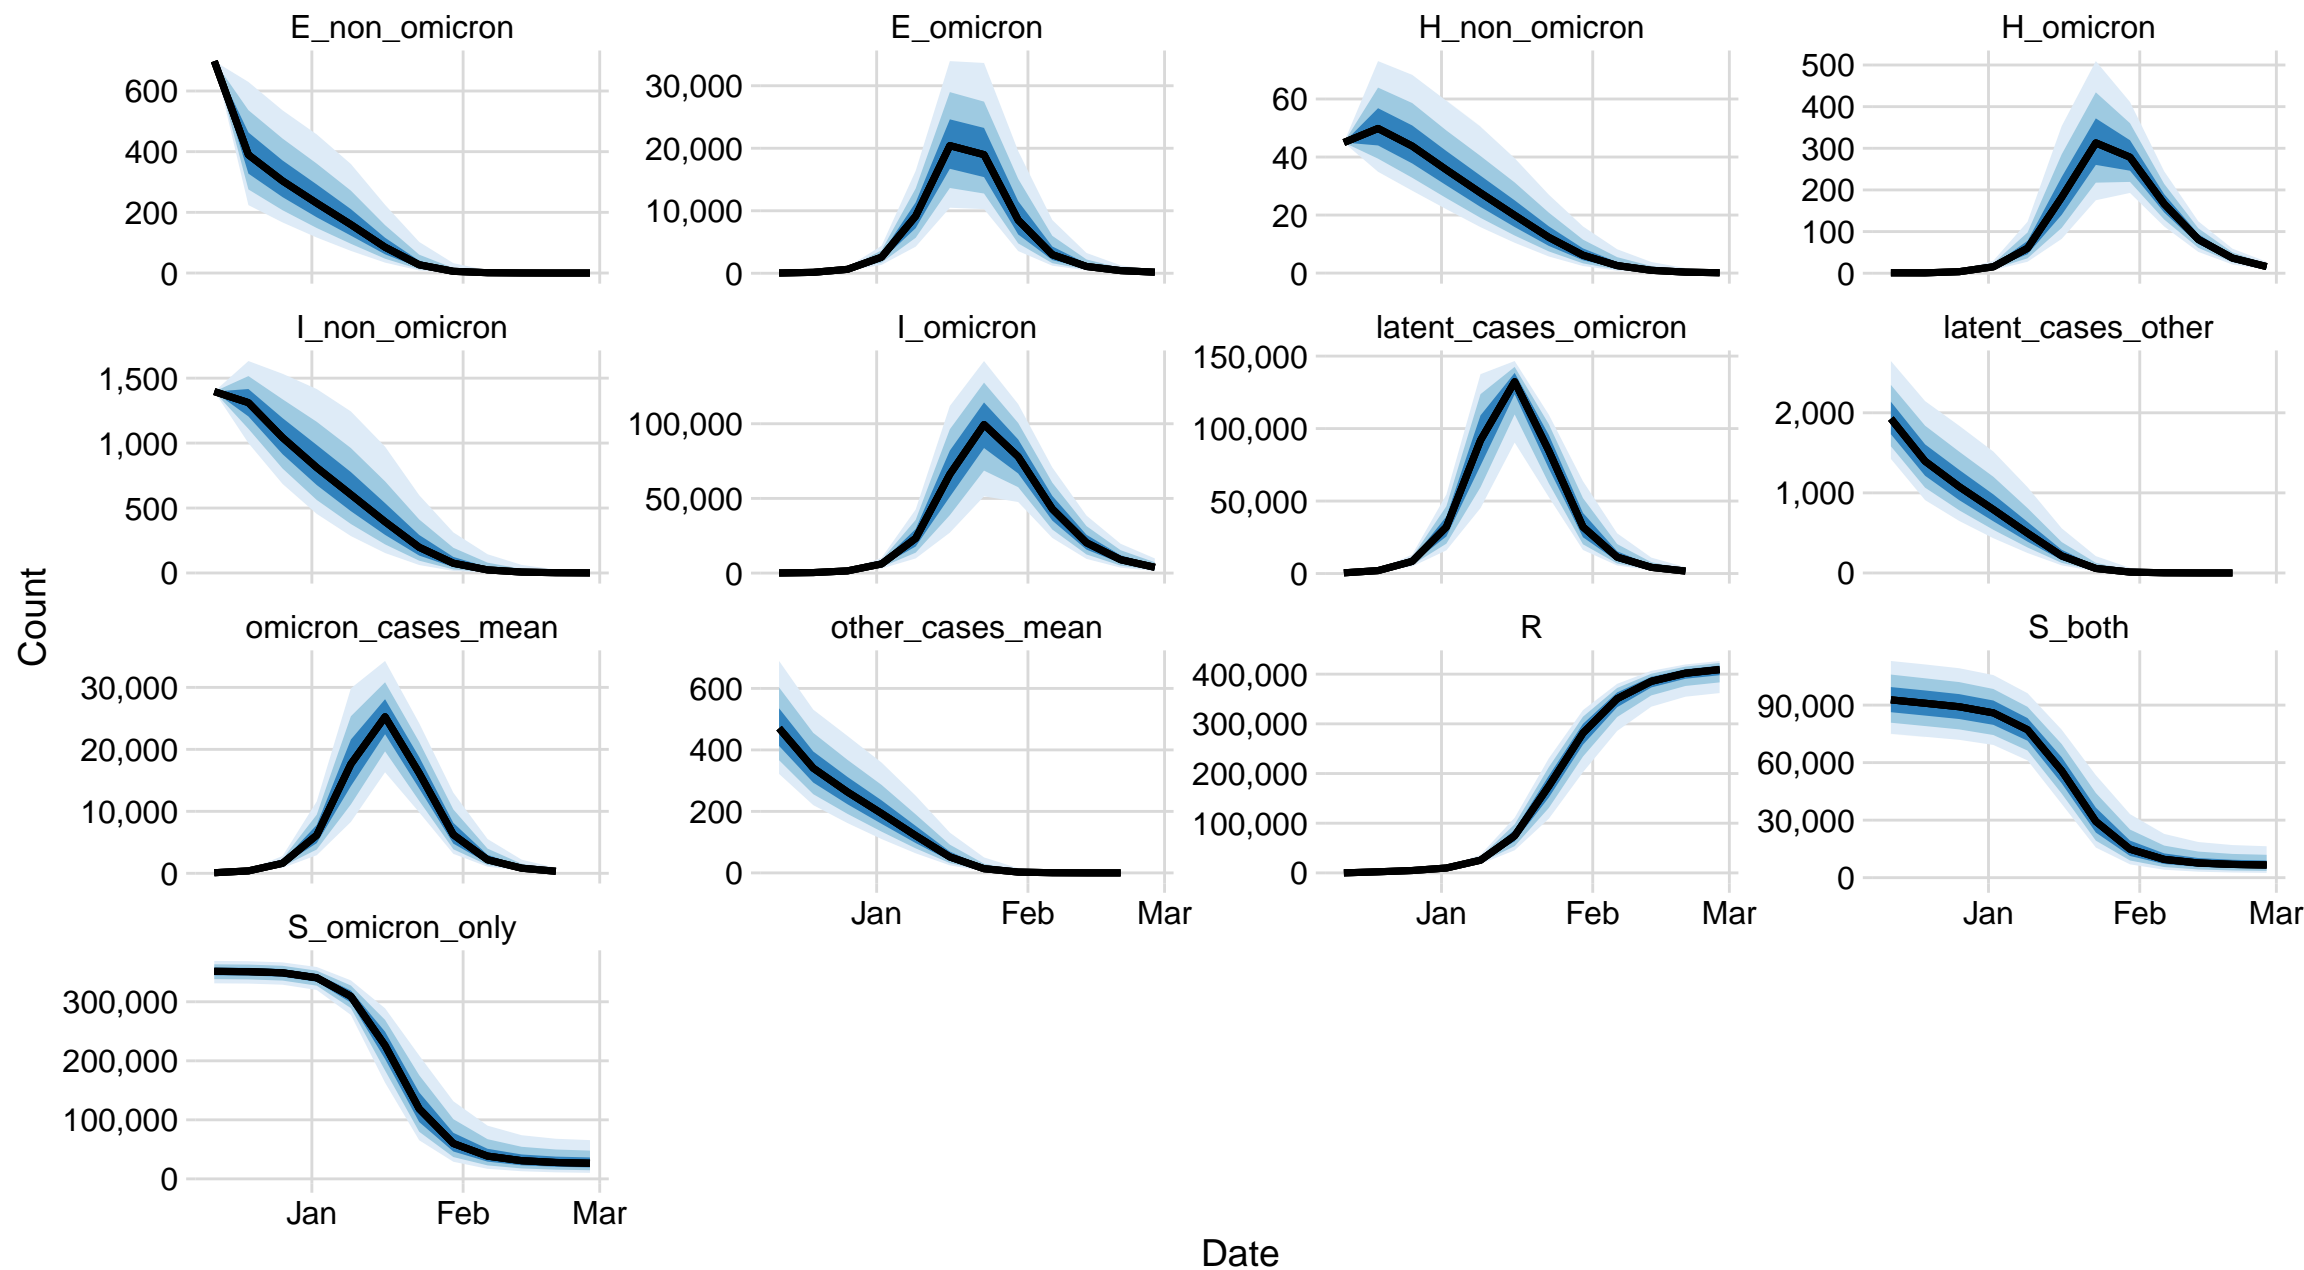 E_non_omicron
E_omicron
H_non_omicron
H_omicron
600
400
200
0
30,000
20,000
10,000
0
60
40
20
0
500
400
300
200
100
0
I_non_omicron
I_omicron
latent_cases_omicron
latent_cases_other
1,500
1,000
500
0
100,000
50,000
0
150,000
100,000
50,000
0
2,000
1,000
0
Count
omicron_cases_mean
other_cases_mean
R
S_both
30,000
20,000
10,000
0
600
400
200
0
400,000
300,000
200,000
100,000
0
90,000
60,000
30,000
0
Jan Feb Mar
Jan Feb Mar
Jan Feb Mar
S_omicron_only
300,000
200,000
100,000
0
Jan Feb Mar
Date